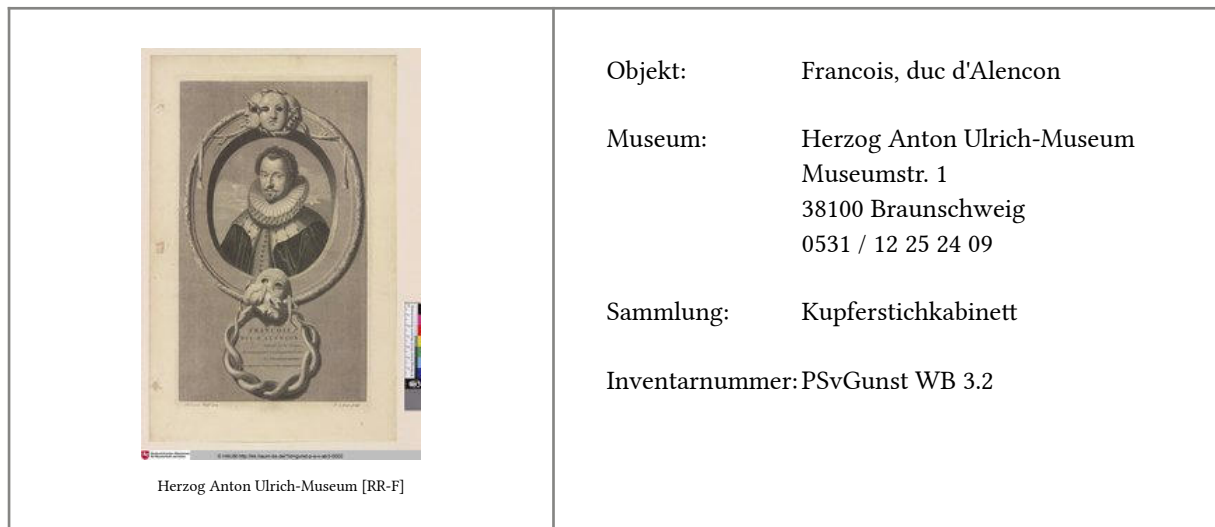 FRANCOIS
DUC D'ALENCON
Herzog Anton Ulrich-Museum [RR-F]
Objekt: Francois, duc d'Alencon
Museum: Herzog Anton Ulrich-Museum
Museumstr. 1
38100 Braunschweig
0531 / 12 25 24 09
Sammlung: Kupferstichkabinett
Inventarnummer: PSvGunst WB 3.2